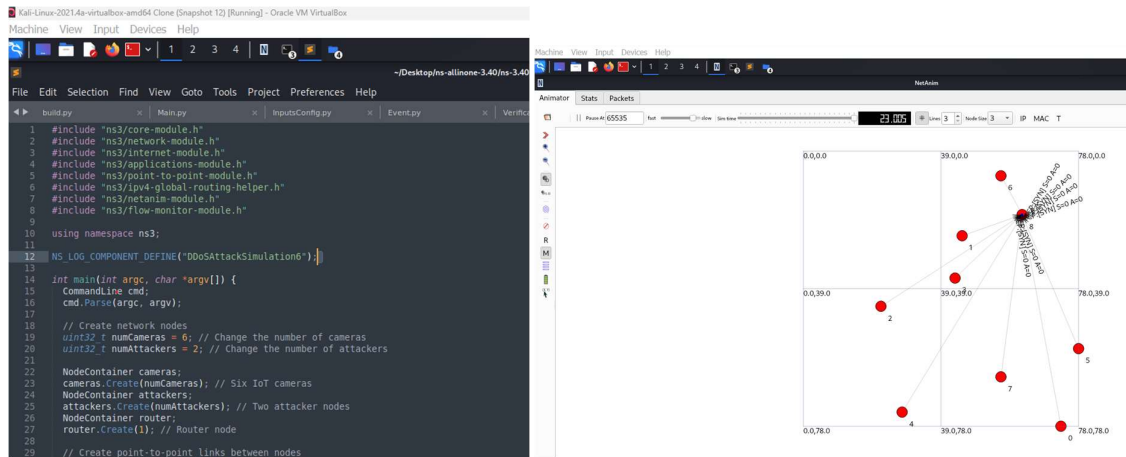 Kali-Linux-2021.4a-virtualbox-amd64 Clone (Snapshot 12) [Running] - Oracle VM VirtualBox
Machine View Input Devices Help
1 2 3 4
~/Desktop/ns-allinone-3.40/ns-3.40
File Edit Selection Find View Goto Tools Project Preferences Help
build.py × Main.py × InputsConfig.py × Event.py × Verifica
1 #include "ns3/core-module.h"
2 #include "ns3/network-module.h"
3 #include "ns3/internet-module.h"
4 #include "ns3/applications-module.h"
5 #include "ns3/point-to-point-module.h"
6 #include "ns3/ipv4-global-routing-helper.h"
7 #include "ns3/netanim-module.h"
8 #include "ns3/flow-monitor-module.h"
9
10 using namespace ns3;
11
12 NS_LOG_COMPONENT_DEFINE("DDoSAttackSimulation6");
13
14 int main(int argc, char *argv[]) {
15 CommandLine cmd;
16 cmd.Parse(argc, argv);
17
18 // Create network nodes
19 uint32_t numCameras = 6; // Change the number of cameras
20 uint32_t numAttackers = 2; // Change the number of attackers
21
22 NodeContainer cameras;
23 cameras.Create(numCameras); // Six IoT cameras
24 NodeContainer attackers;
25 attackers.Create(numAttackers); // Two attacker nodes
26 NodeContainer router;
27 router.Create(1); // Router node
28
29 // Create point-to-point links between nodes
Machine View Input Devices Help
1 2 3 4
NetAnim
Animator Stats Packets
Pause At 65535 fast slow Sim time 23.005 Lines 3 Node Size 3 IP MAC T
R
M
0.0,0.0 39.0,0.0 78.0,0.0
6
8
1
[SYN] S=0 A=0
[SYN] S=0 A=0
[SYN] S=0 A=0
[SYN] S=0 A=0
0.0,39.0 39.0,39.0 78.0,39.0
2
5
7
4
0
0.0,78.0 39.0,78.0 78.0,78.0